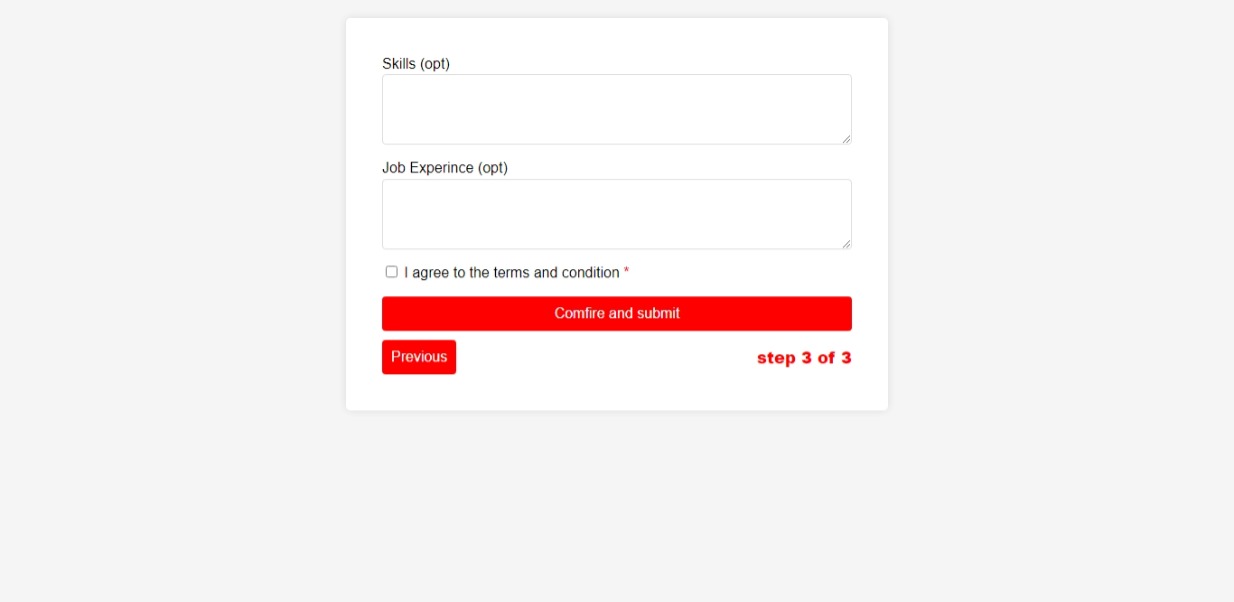 Skills (opt)
Job Experince (opt)
I agree to the terms and condition *
Comfire and submit
Previous
step 3 of 3